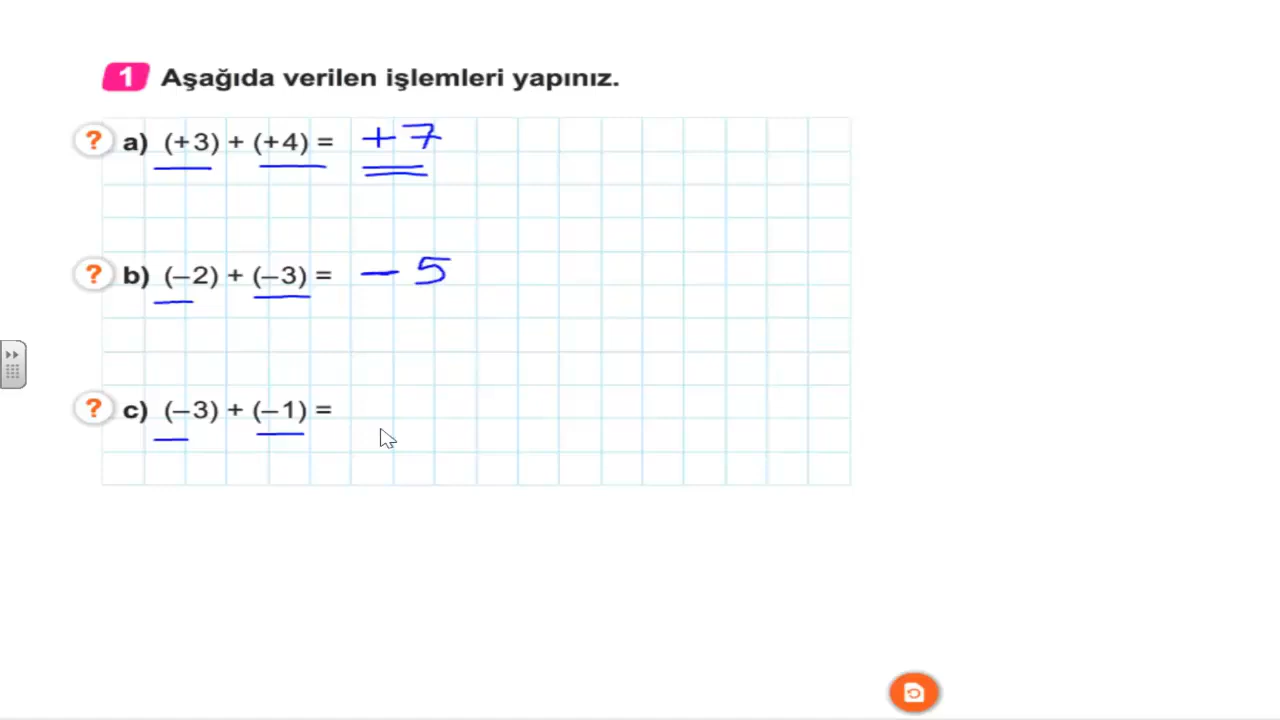 1 Aşağıda verilen işlemleri yapınız.
? a) (+3) + (+4) = +7
? b) (–2) + (–3) = – 5
? c) (–3) + (–1) =